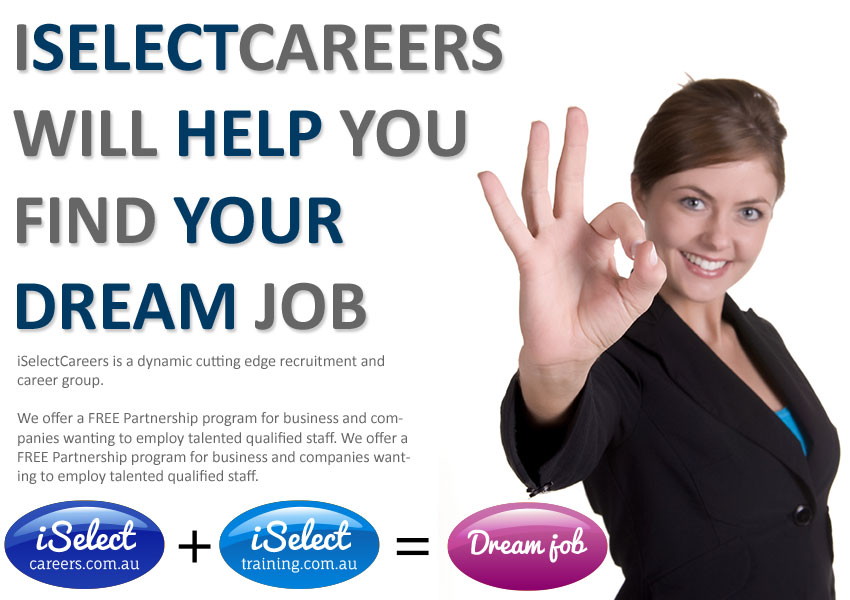 ISELECTCAREERS
WILL HELP YOU
FIND YOUR
DREAM JOB
iSelectCareers is a dynamic cutting edge recruitment and
career group.
We offer a FREE Partnership program for business and com-
panies wanting to employ talented qualified staff. We offer a
FREE Partnership program for business and companies want-
ing to employ talented qualified staff.
iSelect
careers.com.au
+
iSelect
training.com.au
=
Dream job